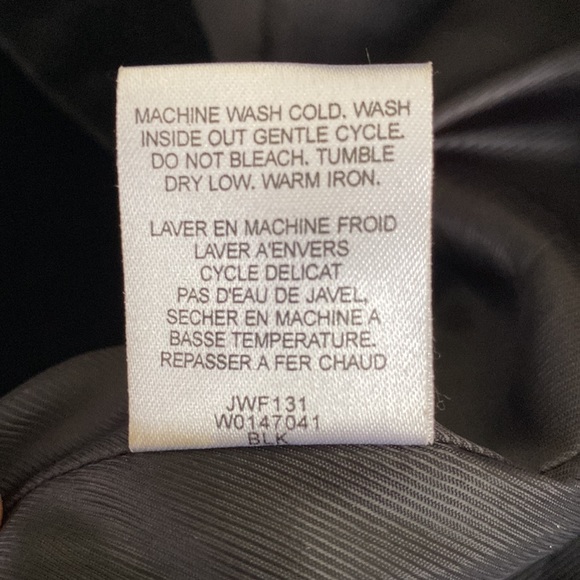 MACHINE WASH COLD. WASH
INSIDE OUT GENTLE CYCLE.
DO NOT BLEACH. TUMBLE
DRY LOW. WARM IRON.
LAVER EN MACHINE FROID
LAVER A'ENVERS
CYCLE DELICAT
PAS D'EAU DE JAVEL,
SECHER EN MACHINE A
BASSE TEMPERATURE.
REPASSER A FER CHAUD
JWF131
W0147041
BLK